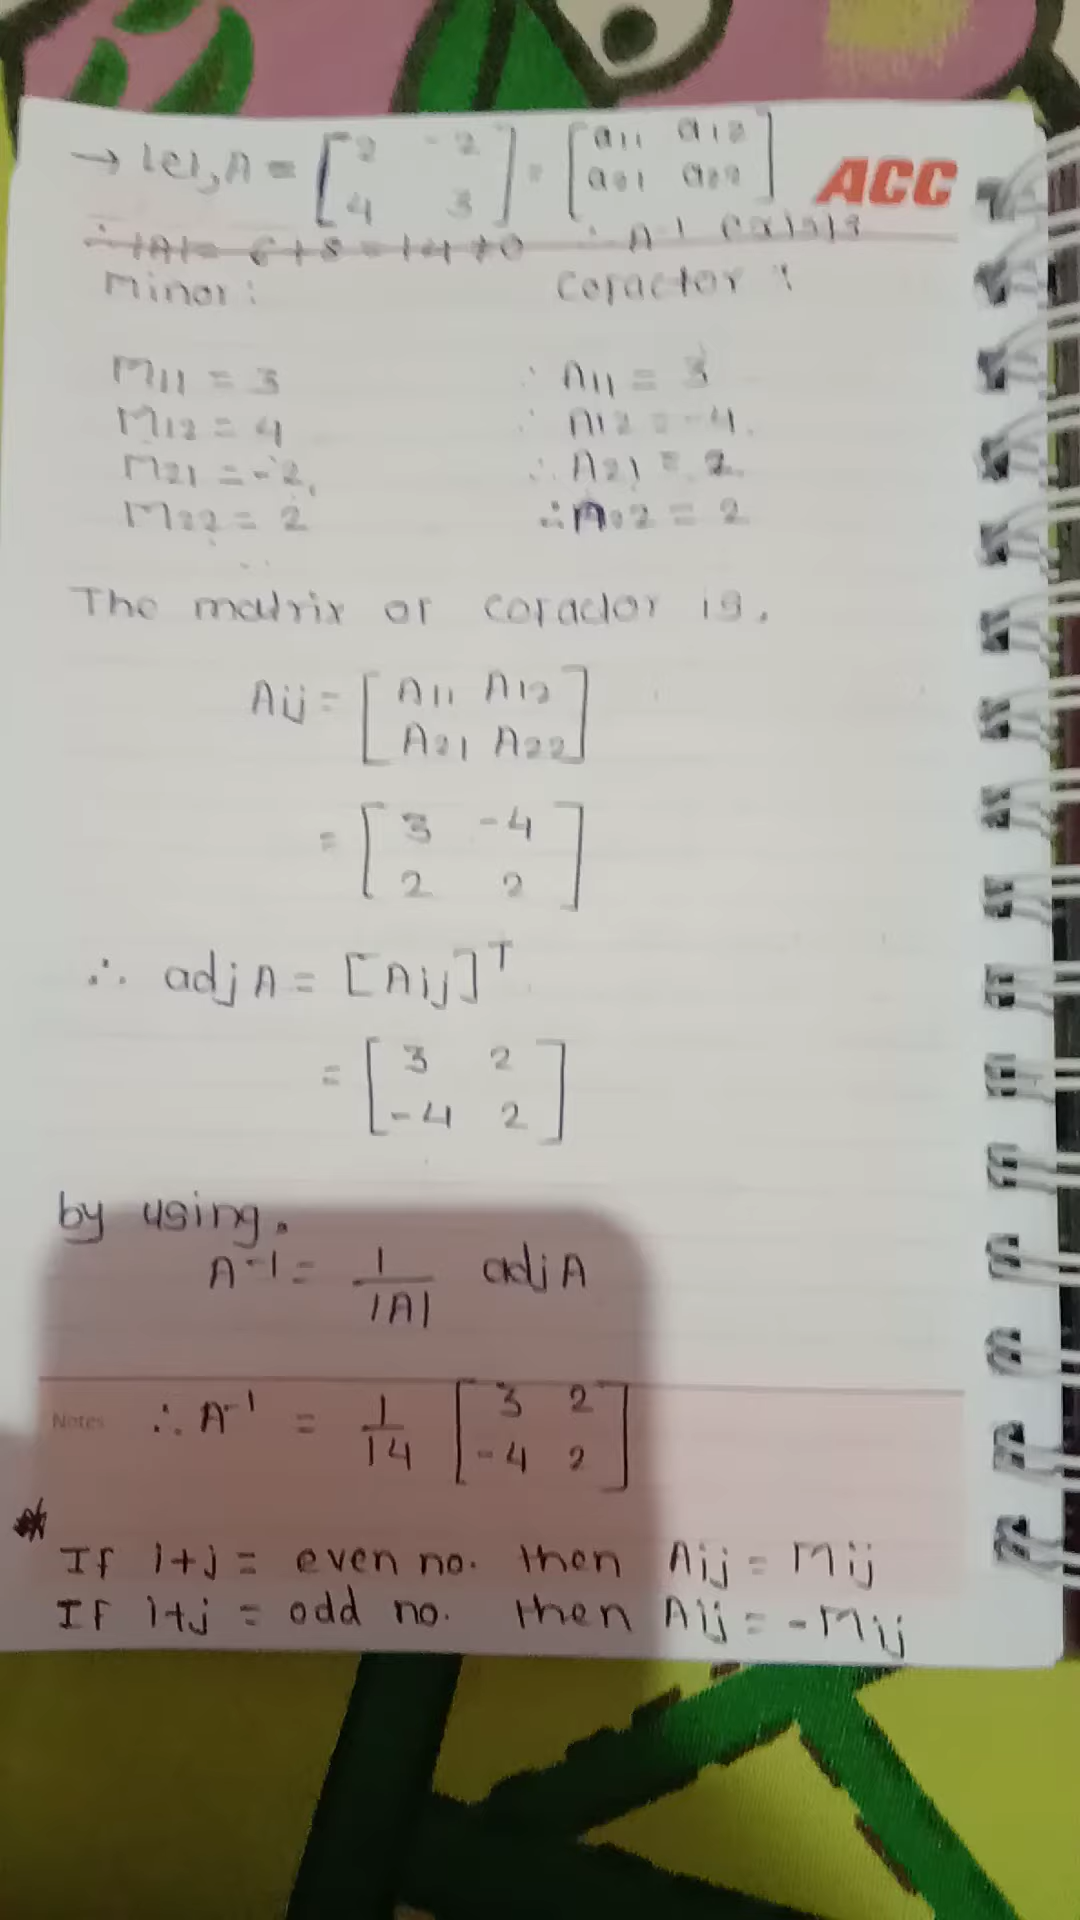 → Let, A = [2 -2 4 3] = [a11 a12 a21 a22] ACC
∴ |A| = 6+8 = 14 ≠ 0 ∴ A-1 exists
Minor : Cofactor :
M11 = 3 ∴ A11 = 3
M12 = 4 ∴ A12 = -4.
M21 = -2, ∴ A21 = 2.
M22 = 2 ∴ A22 = 2
The matrix of cofactor is,
Aij = [A11 A12
A21 A22]
= [3 -4
2 2]
∴ adj A = [Aij]T
= [3 2
-4 2]
by using.
A-1 = 1/|A| adj A
Notes ∴ A-1 = 1/14 [3 2
-4 2]
* If i+j = even no. then Aij = Mij
If i+j = odd no. then Aij = -Mij